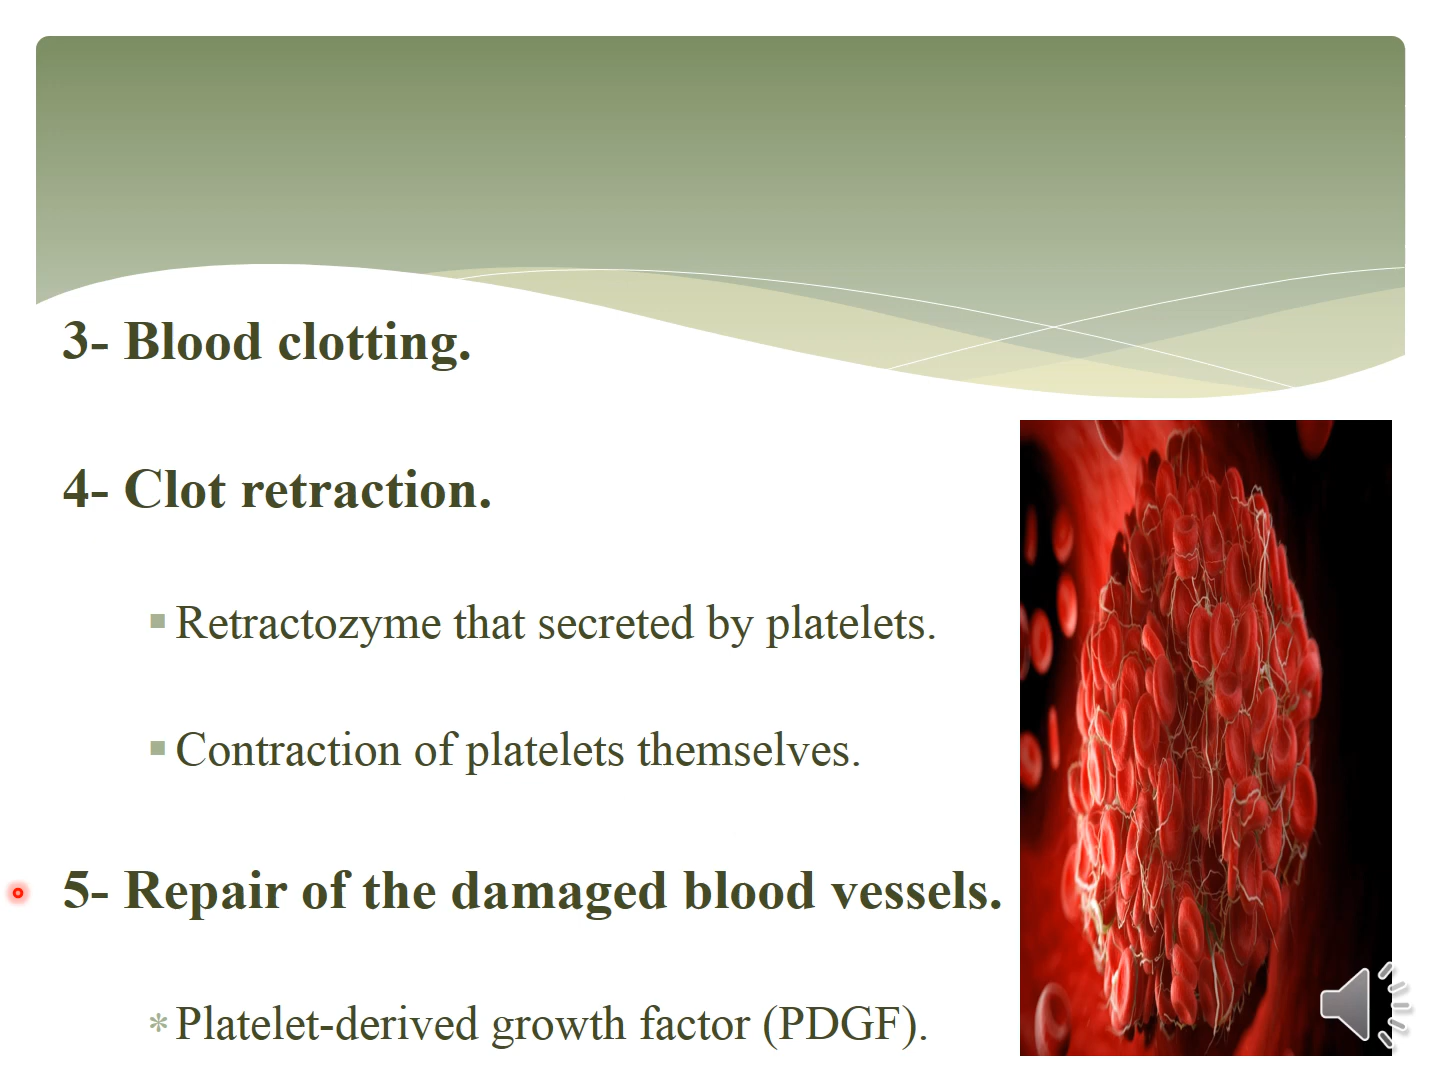 3- Blood clotting.
4- Clot retraction.
▪ Retractozyme that secreted by platelets.
▪ Contraction of platelets themselves.
5- Repair of the damaged blood vessels.
* Platelet-derived growth factor (PDGF).